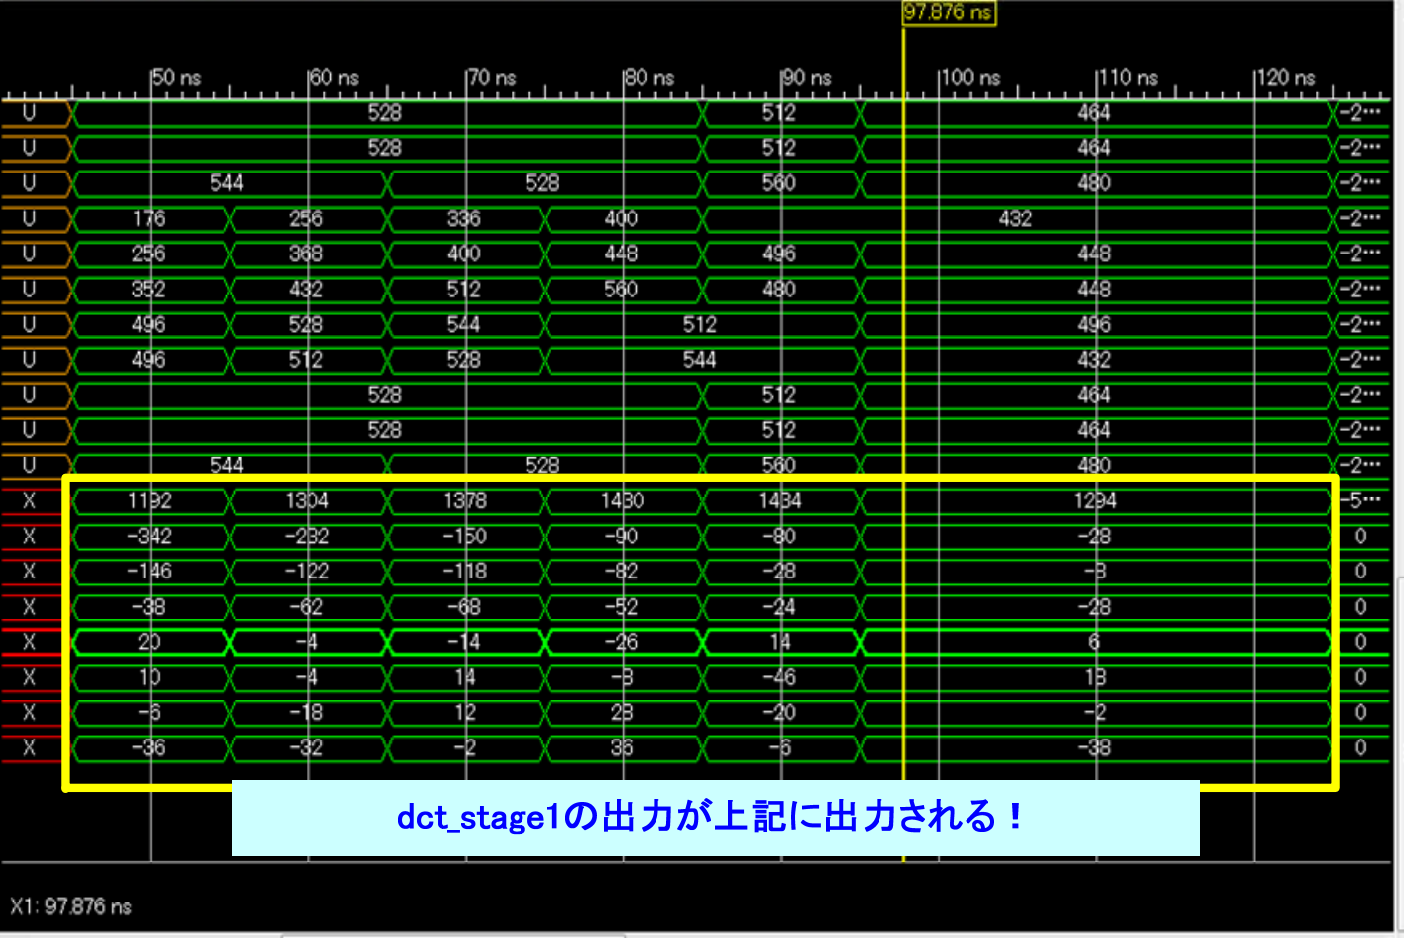 97.876 ns
50 ns 60 ns 70 ns 80 ns 90 ns 100 ns 110 ns 120 ns
U 528 512 464 -2···
U 528 512 464 -2···
U 544 528 560 480 -2···
U 176 256 336 400 432 -2···
U 256 368 400 448 496 448 -2···
U 352 432 512 560 480 448 -2···
U 496 528 544 512 496 -2···
U 496 512 528 544 432 -2···
U 528 512 464 -2···
U 528 512 464 -2···
U 544 528 560 480 -2···
X 1192 1304 1378 1430 1434 1294 -5···
X -342 -232 -150 -90 -80 -28 0
X -146 -122 -118 -82 -28 -8 0
X -38 -62 -68 -52 -24 -28 0
X 20 -4 -14 -26 14 6 0
X 10 -4 14 -8 -46 18 0
X -6 -18 12 28 -20 -2 0
X -36 -32 -2 36 -6 -38 0
dct_stage1の出力が上記に出力される！
X1: 97.876 ns